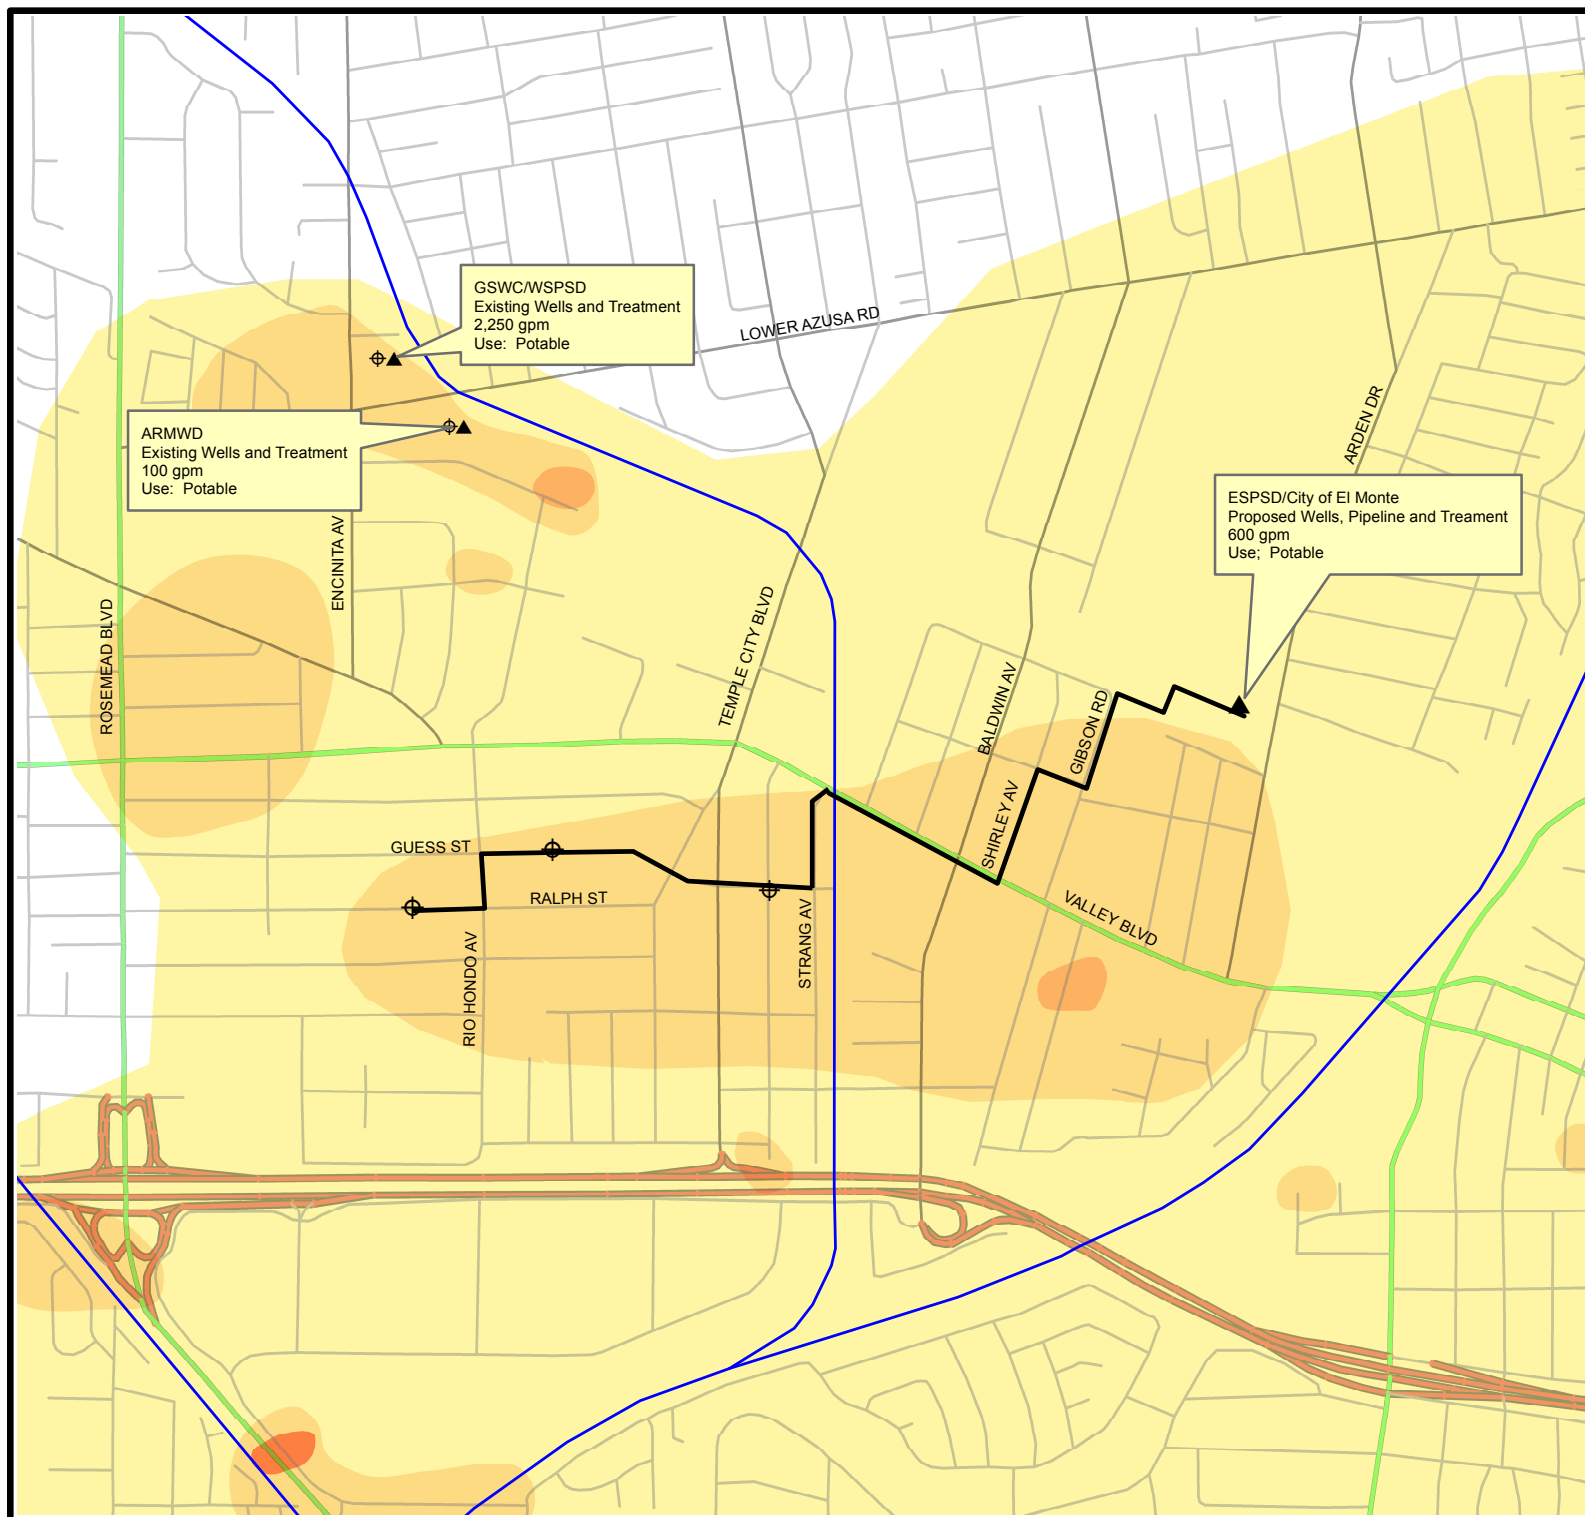 GSWC/WSPSD
Existing Wells and Treatment
2,250 gpm
Use:  Potable
LOWER AZUSA RD
ARMWD
Existing Wells and Treatment
100 gpm
Use:  Potable
ARDEN DR
ESPSD/City of El Monte
Proposed Wells, Pipeline and Treament
600 gpm
Use;  Potable
ENCINITA AV
ROSEMEAD BLVD
TEMPLE CITY BLVD
BALDWIN AV
GIBSON RD
SHIRLEY AV
GUESS ST
RALPH ST
VALLEY BLVD
STRANG AV
RIO HONDO AV